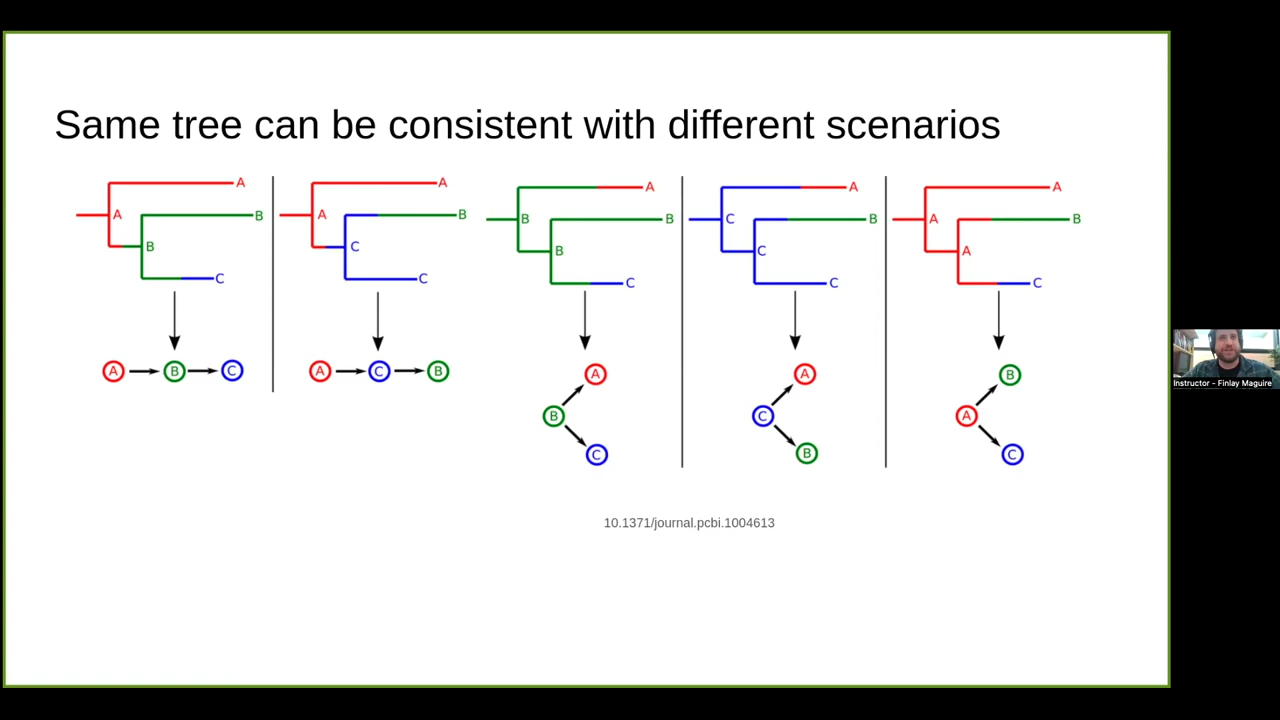 Same tree can be consistent with different scenarios
A A B B C
A A B C C
A B B B C
A C B C C
A A B A C
A B C
A C B
B A C
C A B
A B C
10.1371/journal.pcbi.1004613
Instructor - Finlay Maguire